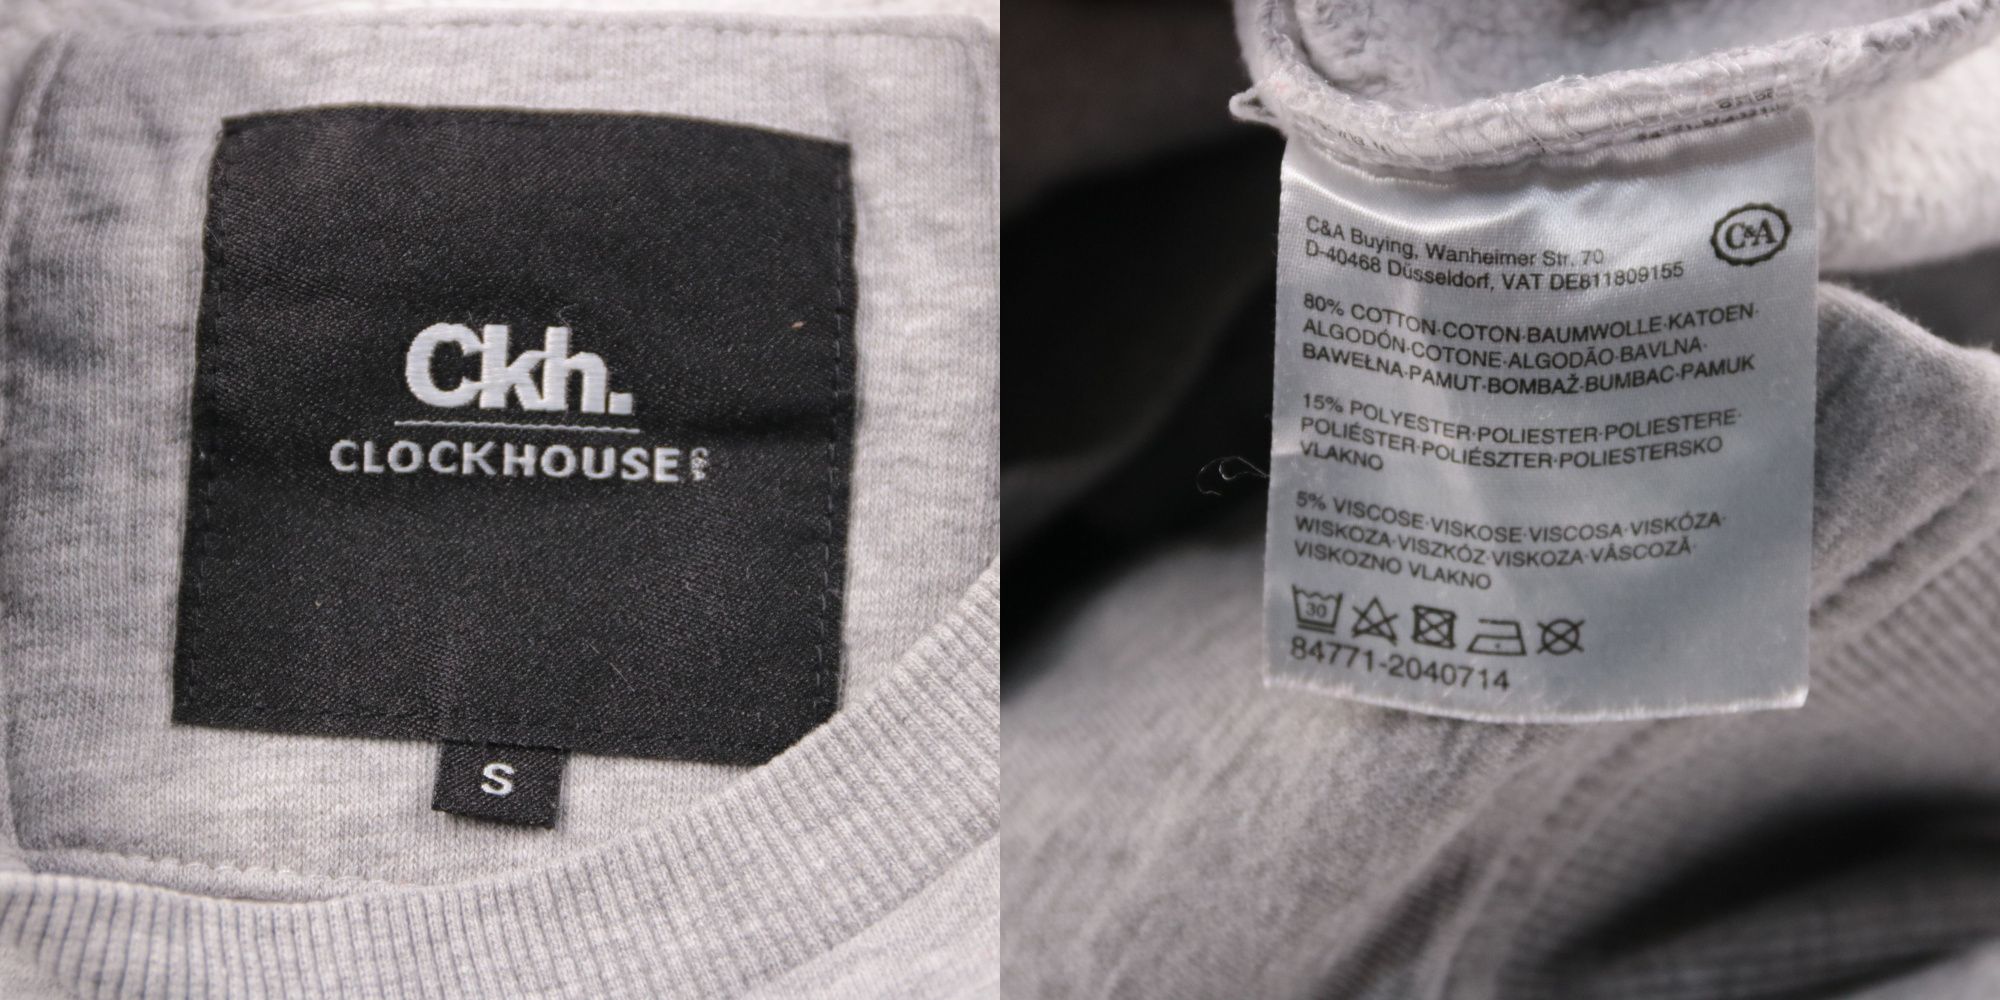 Ckh.
CLOCKHOUSE
S
C&A Buying, Wanheimer Str. 70
D-40468 Düsseldorf, VAT DE811809155
C&A
80% COTTON·COTON·BAUMWOLLE·KATOEN·
ALGODÓN·COTONE·ALGODÃO·BAVLNA·
BAWEŁNA·PAMUT·BOMBAŽ·BUMBAC·PAMUK
15% POLYESTER·POLIESTER·POLIESTERE·
POLIÉSTER·POLIÉSZTER·POLIESTERSKO
VLAKNO
5% VISCOSE·VISKOSE·VISCOSA·VISKÓZA·
WISKOZA·VISZKÓZ·VISKOZA·VÂSCOZĂ·
VISKOZNO VLAKNO
30
84771-2040714